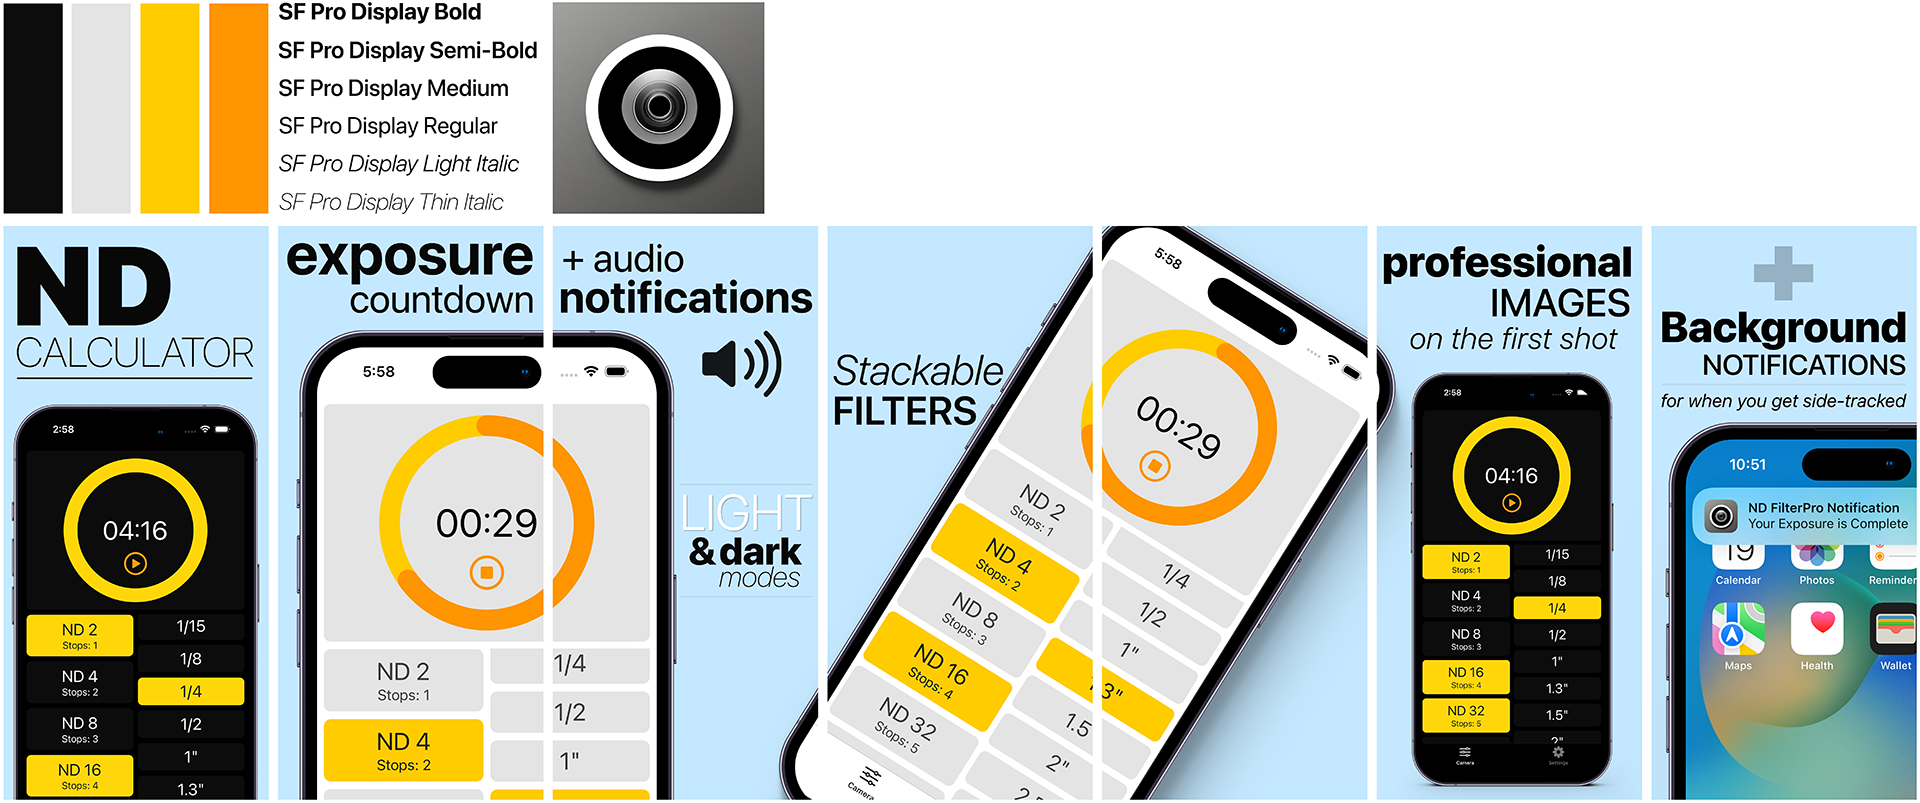 SF Pro Display Bold
SF Pro Display Semi-Bold
SF Pro Display Medium
SF Pro Display Regular
SF Pro Display Light Italic
SF Pro Display Thin Italic
ND
CALCULATOR
2:58
04:16
ND 2
Stops: 1
ND 4
Stops: 2
ND 8
Stops: 3
ND 16
Stops: 4
1/15
1/8
1/4
1/2
1"
1.3"
exposure
countdown
+ audio
notifications
5:58
00:29
ND 2
Stops: 1
ND 4
Stops: 2
1/4
1/2
1"
LIGHT
& dark
modes
Stackable
FILTERS
5:58
00:29
ND 2
Stops: 1
ND 4
Stops: 2
ND 8
Stops: 3
ND 16
Stops: 4
ND 32
Stops: 5
1/4
1/2
1"
1.5
2"
Camera
professional
IMAGES
on the first shot
2:58
04:16
ND 2
Stops: 1
ND 4
Stops: 2
ND 8
Stops: 3
ND 16
Stops: 4
ND 32
Stops: 5
1/15
1/8
1/4
1/2
1"
1.3"
1.5"
2"
Camera
Settings
Background
NOTIFICATIONS
for when you get side-tracked
10:51
ND FilterPro Notification
Your Exposure is Complete
19
Calendar
Photos
Reminder
Maps
Health
Wallet